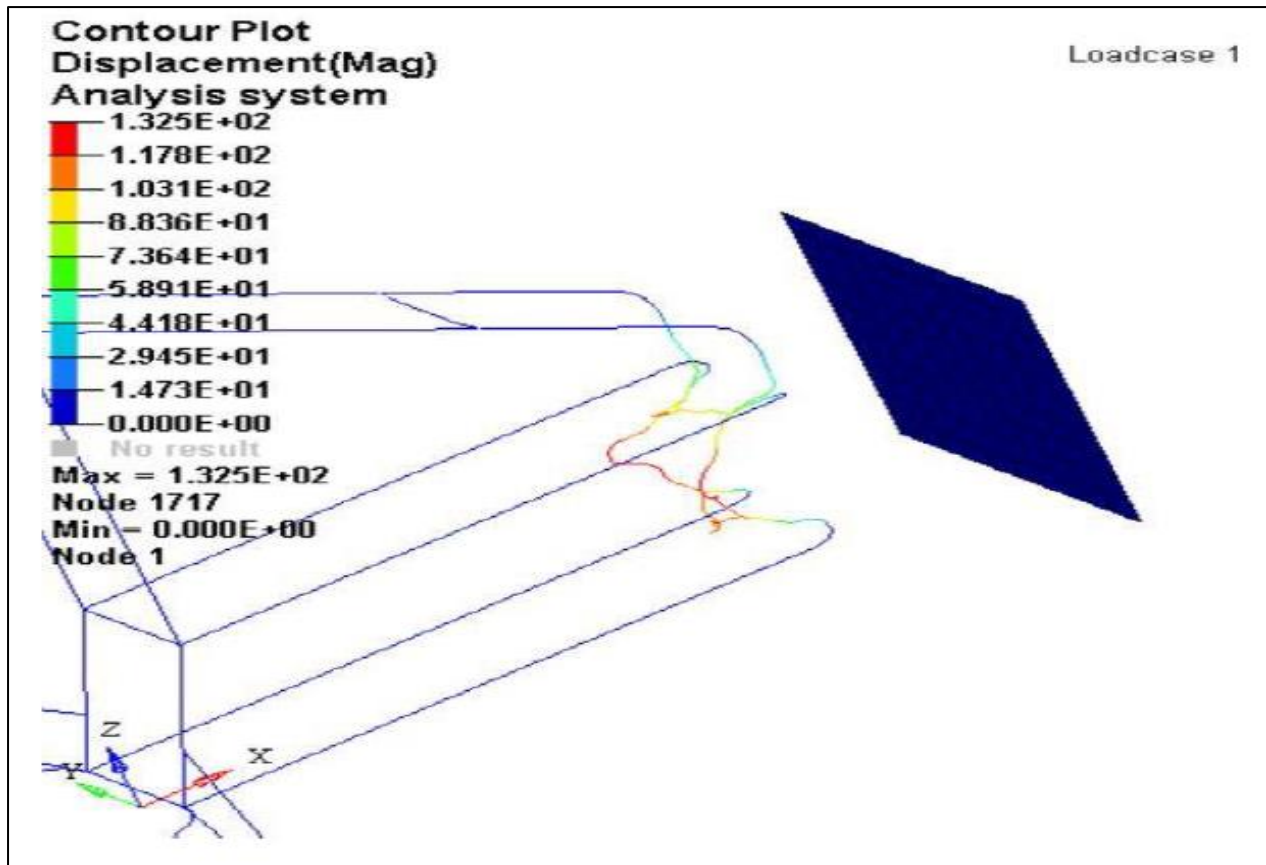 Contour Plot
Displacement(Mag)
Analysis system
Loadcase 1
1.325E+02
1.178E+02
1.031E+02
8.836E+01
7.364E+01
5.891E+01
4.418E+01
2.945E+01
1.473E+01
0.000E+00
No result
Max = 1.325E+02
Node 1717
Min = 0.000E+00
Node 1
Z
X
Y